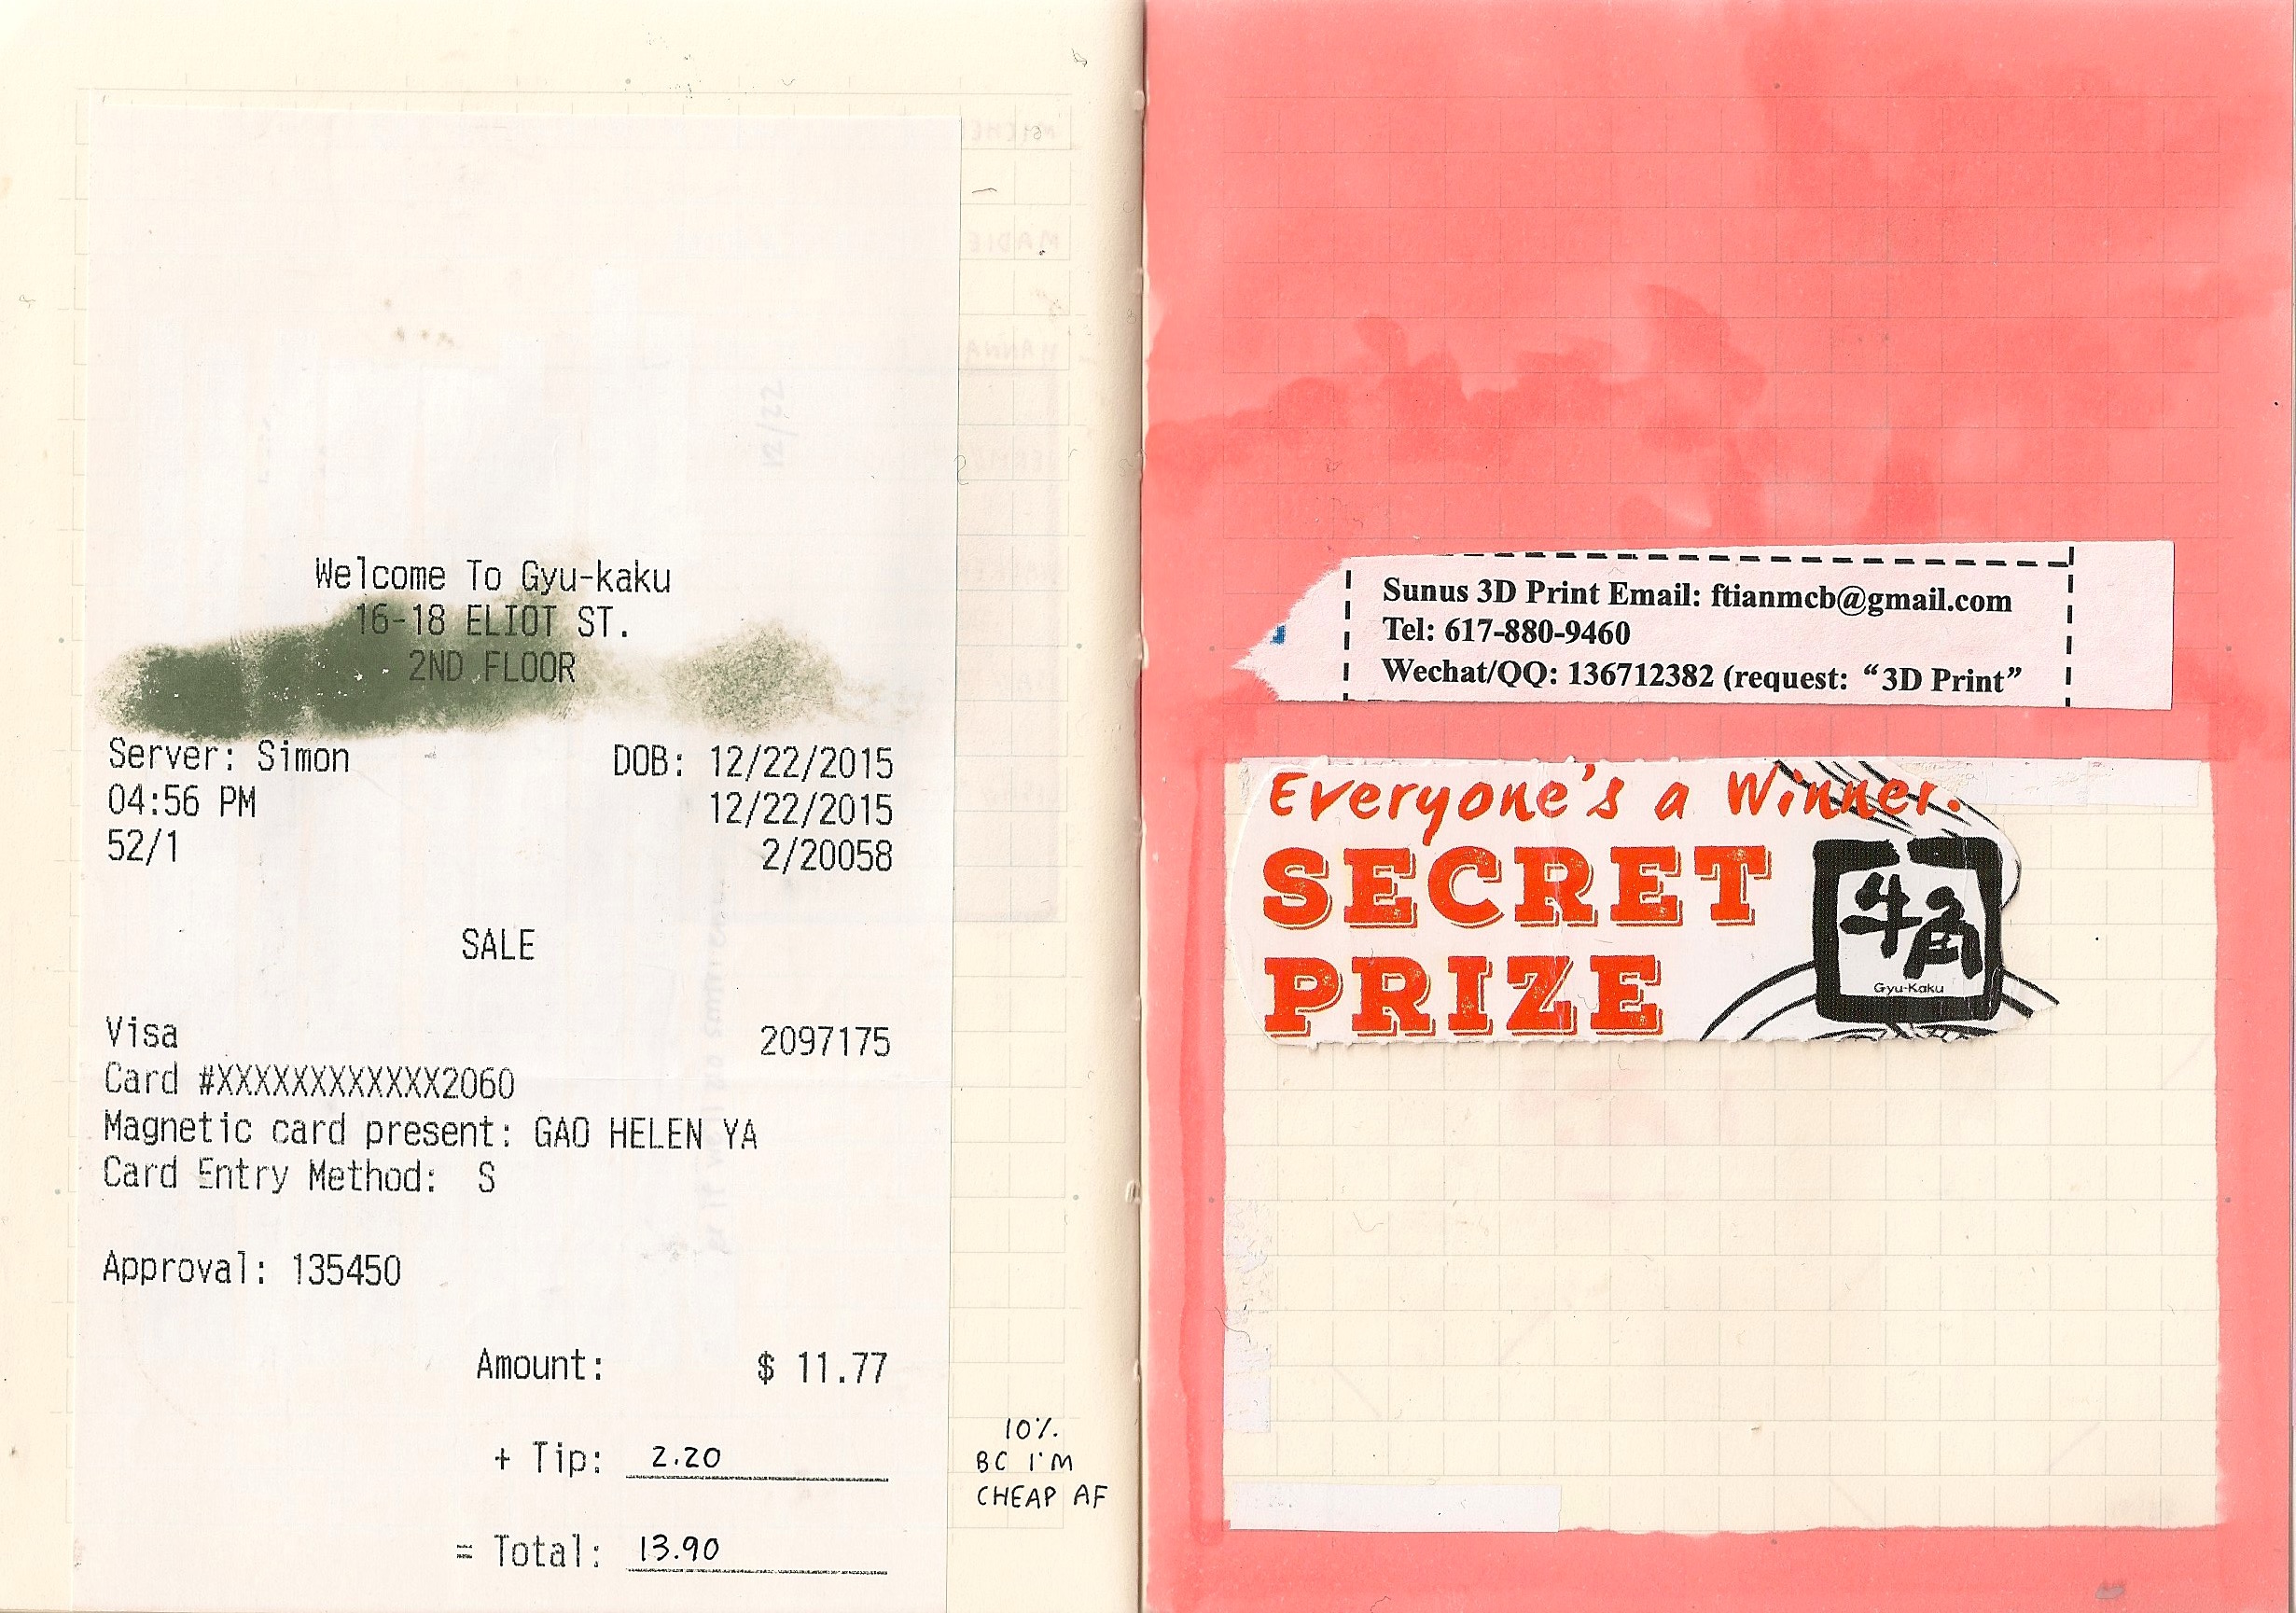 Welcome To Gyu-kaku
16-18 ELIOT ST.
2ND FLOOR
Server: Simon DOB: 12/22/2015
04:56 PM 12/22/2015
52/1 2/20058
SALE
Visa 2097175
Card #XXXXXXXXXXXX2060
Magnetic card present: GAO HELEN YA
Card Entry Method: S
Approval: 135450
Amount: $ 11.77
+ Tip: 2.20
= Total: 13.90
10%
BC I'M
CHEAP AF
12/22
Sunus 3D Print Email: ftianmcb@gmail.com
Tel: 617-880-9460
Wechat/QQ: 136712382 (request: “3D Print”
Everyone's a Winner.
SECRET
PRIZE
牛角
Gyu-Kaku